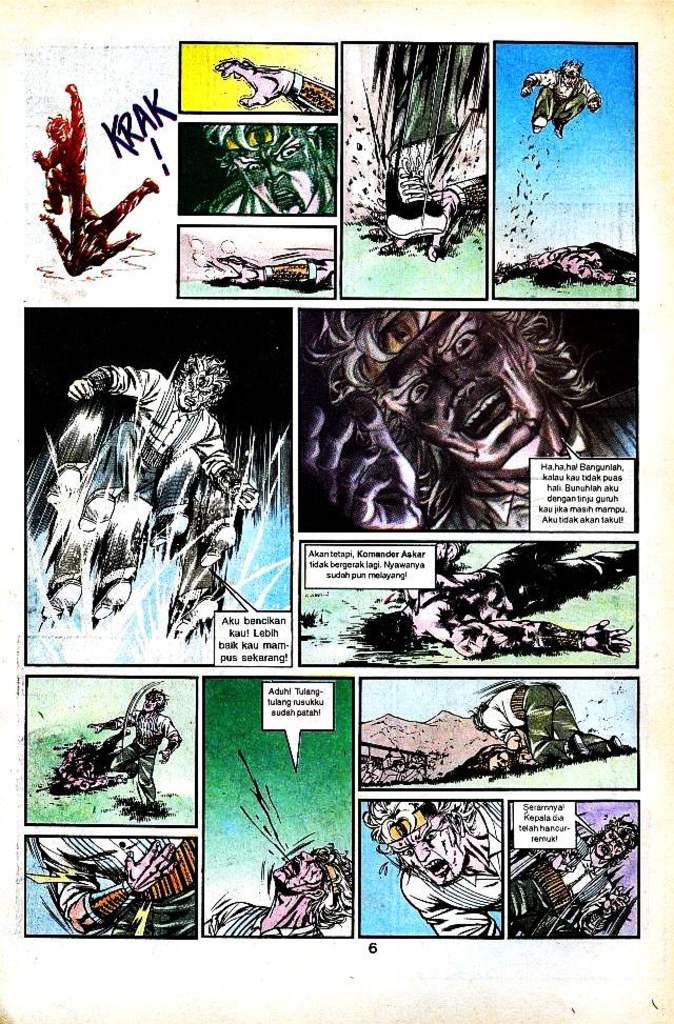 KRAK!
Ha,ha,ha! Bangunlah,
kalau kau tidak puas
hati. Bunuhlah aku
dengan tinju guruh
kau jika masih mampu.
Aku tidak akan takut!
Aku bencikan
kau! Lebih
baik kau mam-
pus sekarang!
Akan tetapi, Komander Askar
tidak bergerak lagi. Nyawanya
sudah pun melayang!
Aduh! Tulang-
tulang rusukku
sudah patah!
Seramnya!
Kepala dia
telah hancur-
remuk!
6